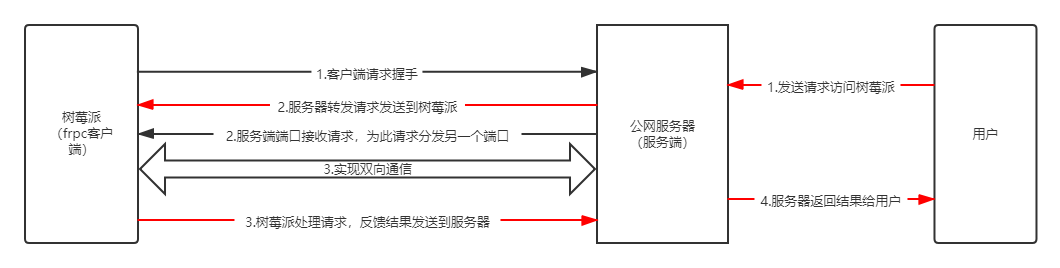 树莓派
（frpc客户
端）
1.客户端请求握手
2.服务器转发请求发送到树莓派
2.服务端端口接收请求，为此请求分发另一个端口
3.实现双向通信
3.树莓派处理请求，反馈结果发送到服务器
公网服务器
（服务端）
1.发送请求访问树莓派
4.服务器返回结果给用户
用户